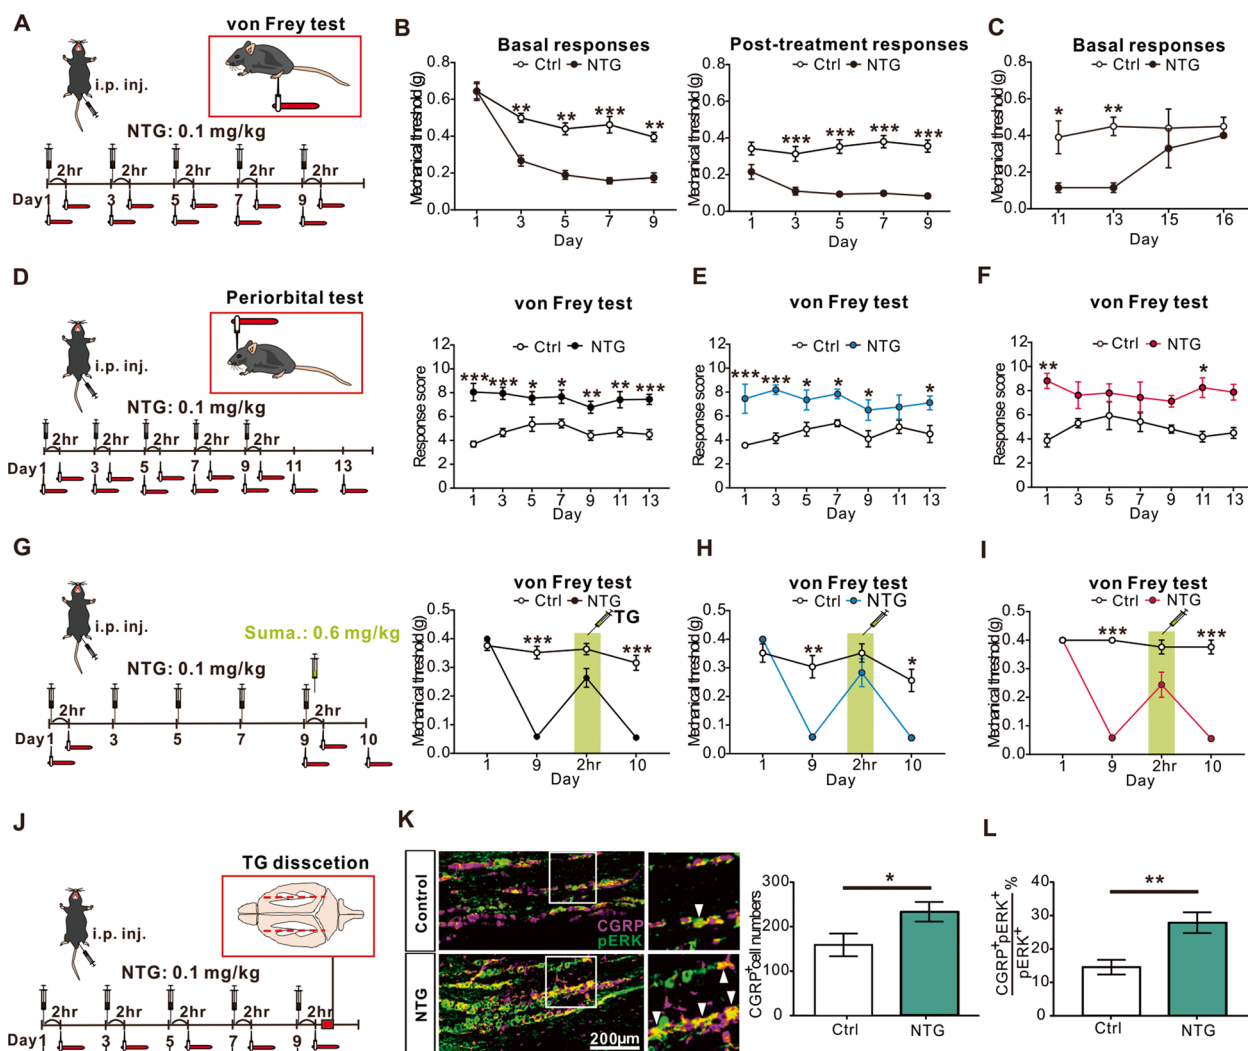 A
von Frey test
i.p. inj.
NTG: 0.1 mg/kg
2hr 2hr 2hr 2hr 2hr
Day1 3 5 7 9
B
Basal responses
Ctrl NTG
Mechanical threshold (g)
0.8
0.6
0.4
0.2
0.0
** ** *** **
1 3 5 7 9
Day
Post-treatment responses
Ctrl NTG
Mechanical threshold (g)
0.8
0.6
0.4
0.2
0.0
*** *** *** ***
1 3 5 7 9
Day
C
Basal responses
Ctrl NTG
Mechanical threshold (g)
0.8
0.6
0.4
0.2
0.0
* **
11 13 15 16
Day
D
Periorbital test
i.p. inj.
NTG: 0.1 mg/kg
2hr 2hr 2hr 2hr 2hr
Day1 3 5 7 9 11 13
von Frey test
Ctrl NTG
Response score
12
10
8
6
4
2
0
*** *** * * ** ** ***
1 3 5 7 9 11 13
Day
E
von Frey test
Ctrl NTG
Response score
12
10
8
6
4
2
0
*** *** * * * *
1 3 5 7 9 11 13
Day
F
von Frey test
Ctrl NTG
Response score
12
10
8
6
4
2
0
** *
1 3 5 7 9 11 13
Day
G
i.p. inj.
Suma.: 0.6 mg/kg
NTG: 0.1 mg/kg
2hr 2hr
Day1 3 5 7 9 10
von Frey test
Ctrl NTG
TG
Mechanical threshold (g)
0.5
0.4
0.3
0.2
0.1
0.0
*** ***
1 9 2hr 10
Day
H
von Frey test
Ctrl NTG
Mechanical threshold (g)
0.5
0.4
0.3
0.2
0.1
0.0
** *
1 9 2hr 10
Day
I
von Frey test
Ctrl NTG
Mechanical threshold (g)
0.5
0.4
0.3
0.2
0.1
0.0
*** ***
1 9 2hr 10
Day
J
TG disscetion
i.p. inj.
NTG: 0.1 mg/kg
2hr 2hr 2hr 2hr 2hr
Day1 3 5 7 9
K
Control
CGRP
pERK
NTG
200μm
CGRP+cell numbers
300
200
100
0
*
Ctrl NTG
L
CGRP+pERK+
pERK+
%
40
30
20
10
0
**
Ctrl NTG